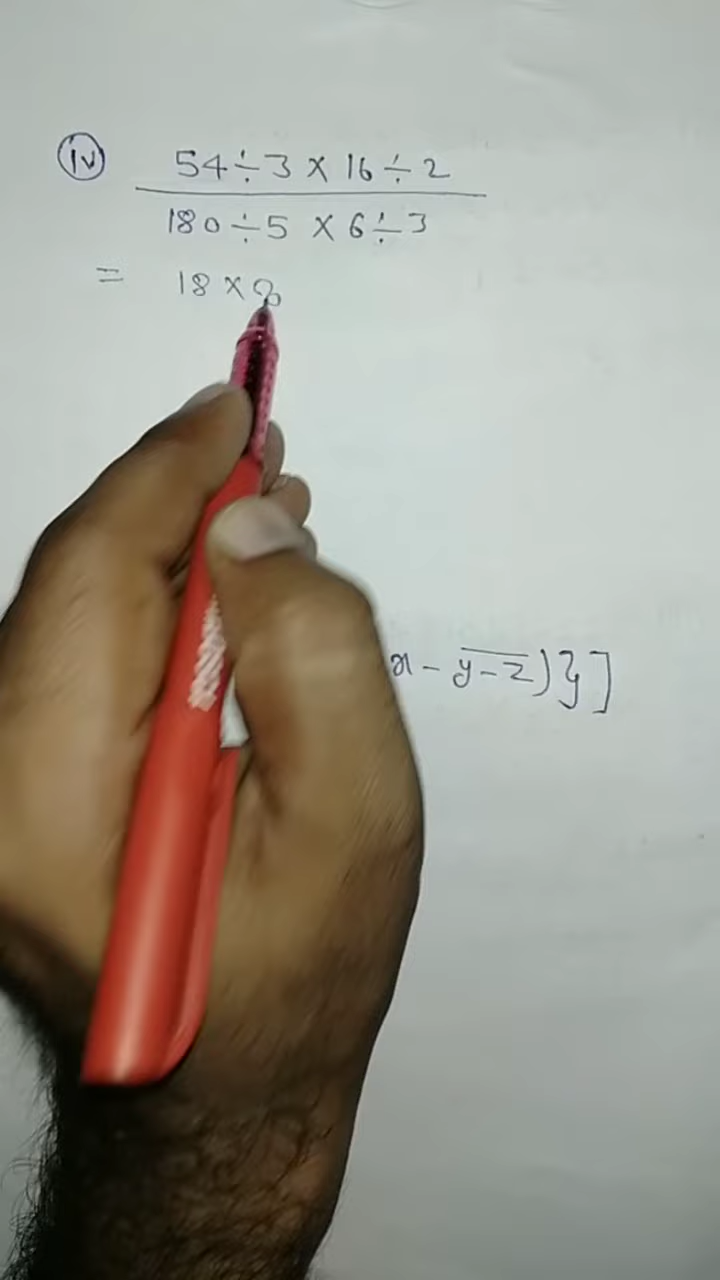 (iv) 54÷3 × 16÷2
180÷5 × 6÷3
= 18 × 8
x - y-z)}]